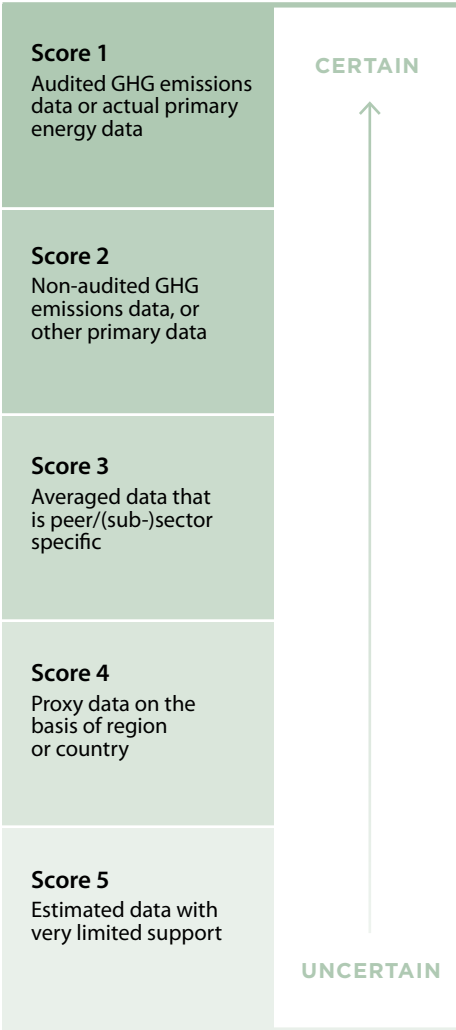 Score 1
Audited GHG emissions
data or actual primary
energy data
CERTAIN
Score 2
Non-audited GHG
emissions data, or
other primary data
Score 3
Averaged data that
is peer/(sub-)sector
specific
Score 4
Proxy data on the
basis of region
or country
Score 5
Estimated data with
very limited support
UNCERTAIN